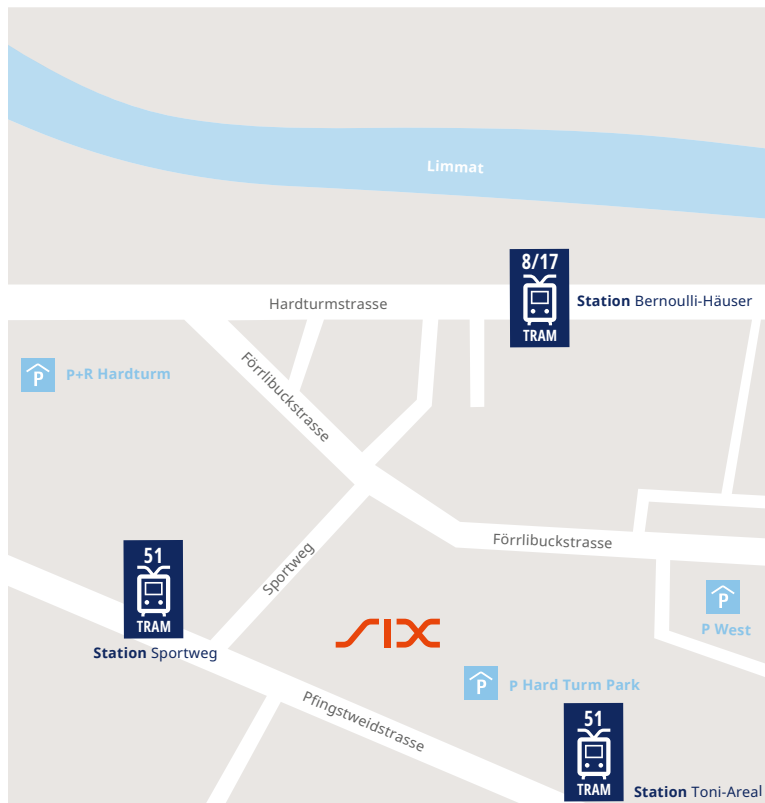 Limmat
8/17
TRAM
Station Bernoulli-Häuser
Hardturmstrasse
P
P+R Hardturm
Förrlibuckstrasse
Förrlibuckstrasse
51
TRAM
Station Sportweg
Sportweg
SIX
P
P West
P
P Hard Turm Park
Pfingstweidstrasse
51
TRAM
Station Toni-Areal